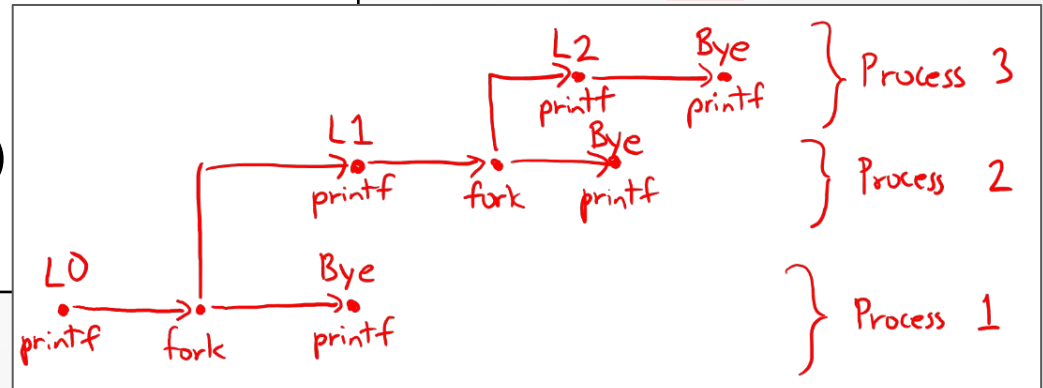 L2 Bye
printf printf
Process 3
L1 Bye
printf fork printf
Process 2
L0 Bye
printf fork printf
Process 1